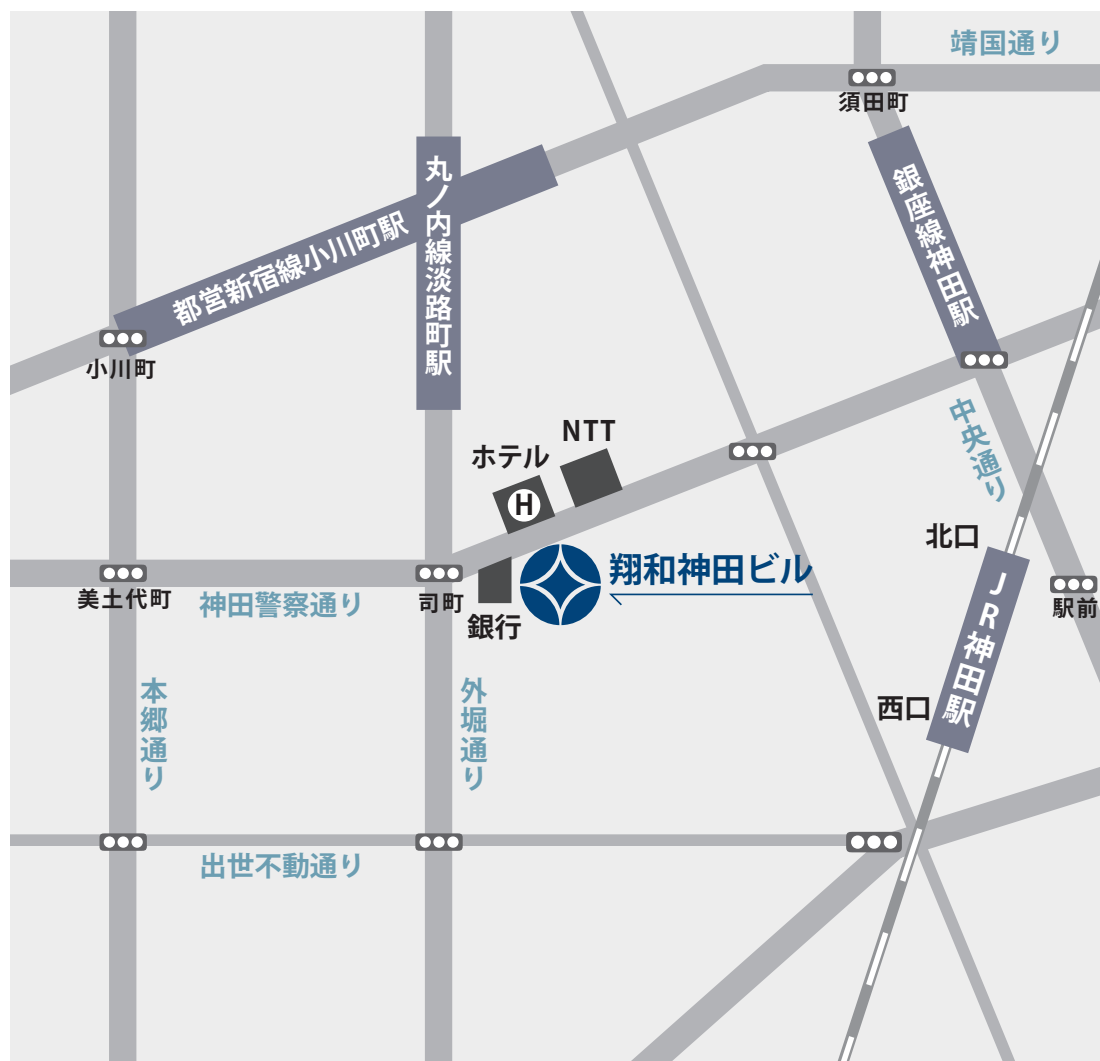 靖国通り
須田町
丸ノ内線淡路町駅
銀座線神田駅
都営新宿線小川町駅
小川町
中央通り
NTT
ホテル
H
北口
翔和神田ビル
JR神田駅
駅前
美土代町
神田警察通り
司町
銀行
本郷通り
外堀通り
西口
出世不動通り